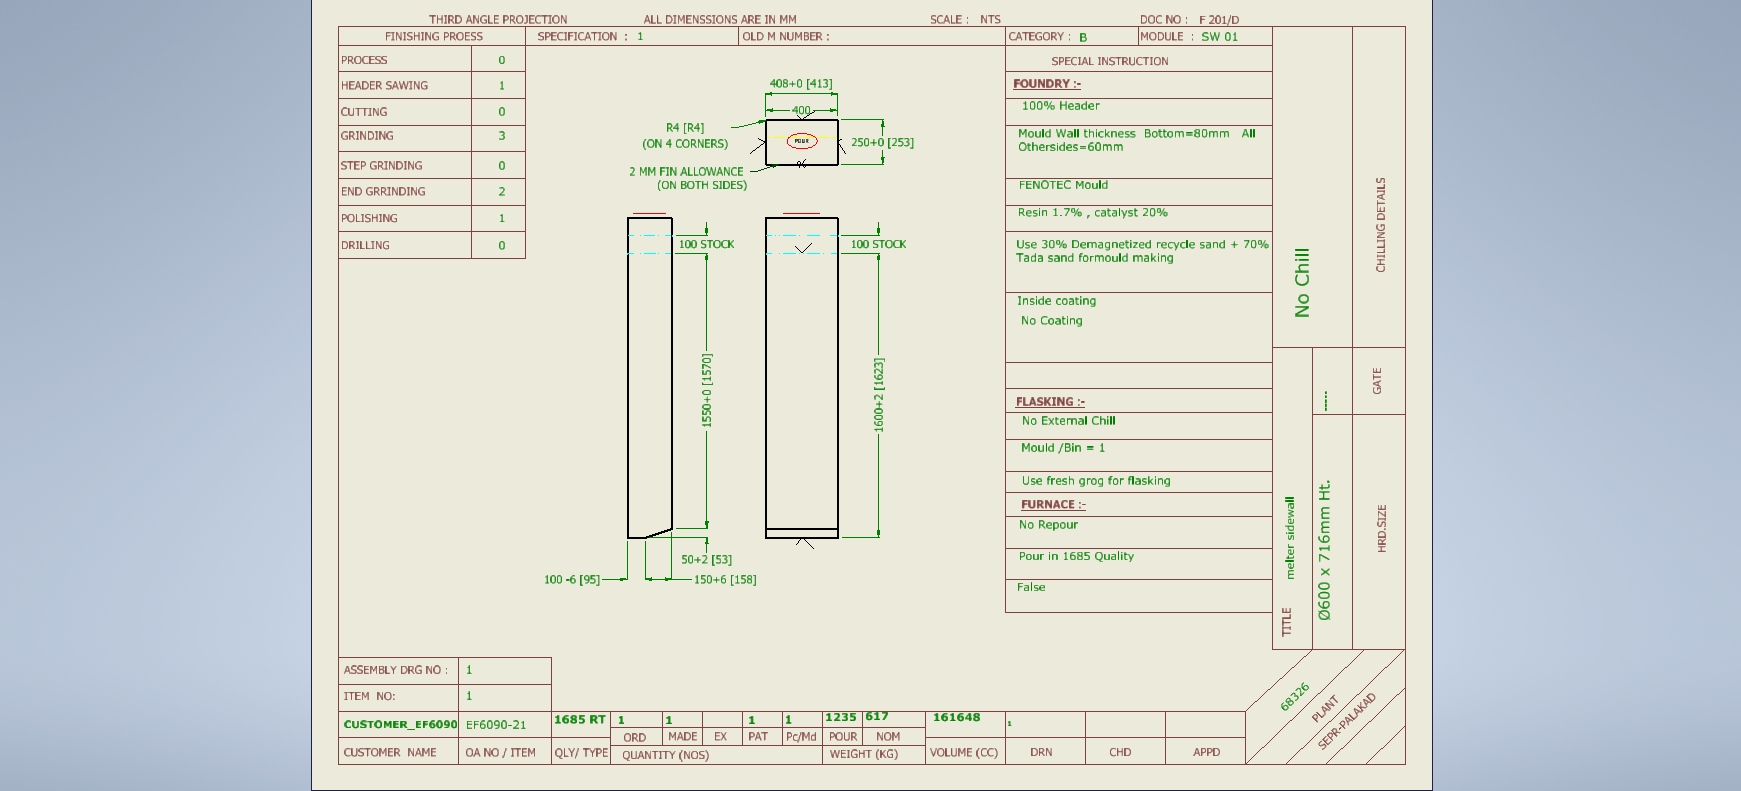 THIRD ANGLE PROJECTION ALL DIMENSSIONS ARE IN MM SCALE : NTS DOC NO : F 201/D
FINISHING PROESS SPECIFICATION : 1 OLD M NUMBER : CATEGORY : B MODULE : SW 01
PROCESS 0
HEADER SAWING 1
CUTTING 0
GRINDING 3
STEP GRINDING 0
END GRRINDING 2
POLISHING 1
DRILLING 0
408+0 [413]
400
R4 [R4]
(ON 4 CORNERS)
POUR
250+0 [253]
2 MM FIN ALLOWANCE
(ON BOTH SIDES)
100 STOCK
100 STOCK
1550+0 [1570]
1600+2 [1623]
50+2 [53]
100 -6 [95]
150+6 [158]
SPECIAL INSTRUCTION
FOUNDRY :-
100% Header
Mould Wall thickness Bottom=80mm All
Othersides=60mm
FENOTEC Mould
Resin 1.7% , catalyst 20%
Use 30% Demagnetized recycle sand + 70%
Tada sand formould making
Inside coating
No Coating
FLASKING :-
No External Chill
Mould /Bin = 1
Use fresh grog for flasking
FURNACE :-
No Repour
Pour in 1685 Quality
False
No Chill
CHILLING DETAILS
-----
GATE
TITLE melter sidewall
Ø600 x 716mm Ht.
HRD.SIZE
68326
PLANT
SEPR-PALAKAD
ASSEMBLY DRG NO : 1
ITEM NO: 1
CUSTOMER_EF6090 EF6090-21 1685 RT 1 1 1 1 1235 617 161648 1
ORD MADE EX PAT Pc/Md POUR NOM
CUSTOMER NAME OA NO / ITEM QLY/ TYPE QUANTITY (NOS) WEIGHT (KG) VOLUME (CC) DRN CHD APPD